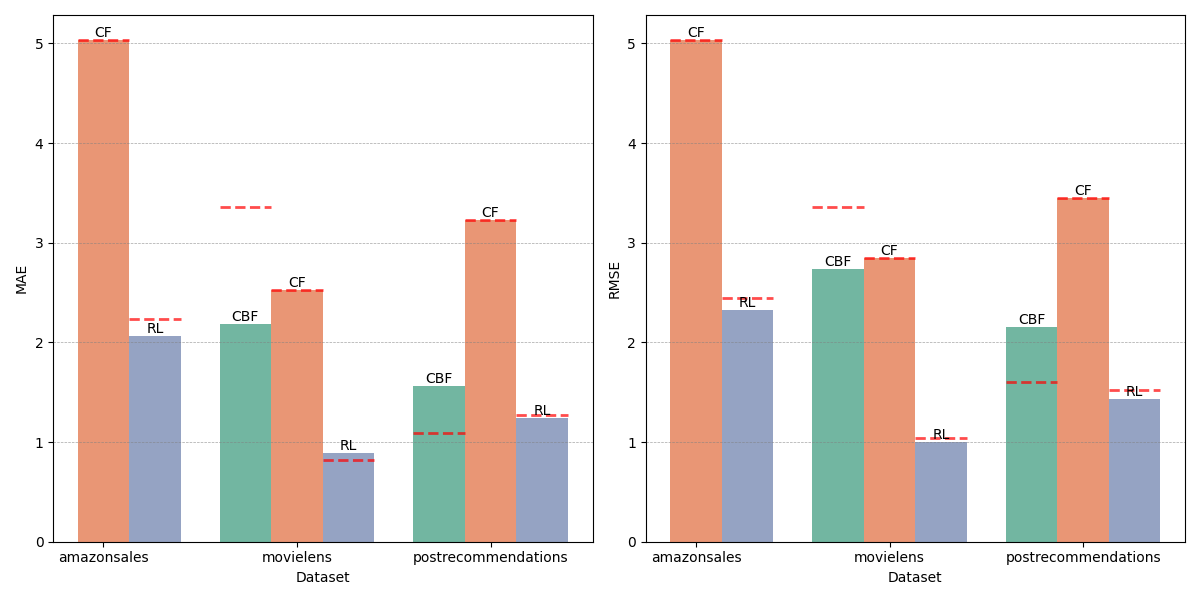 5
4
3
2
1
0
MAE
CF
RL
CBF
CF
RL
CBF
CF
RL
amazonsales
movielens
postrecommendations
Dataset
5
4
3
2
1
0
RMSE
CF
RL
CBF
CF
RL
CBF
CF
RL
amazonsales
movielens
postrecommendations
Dataset